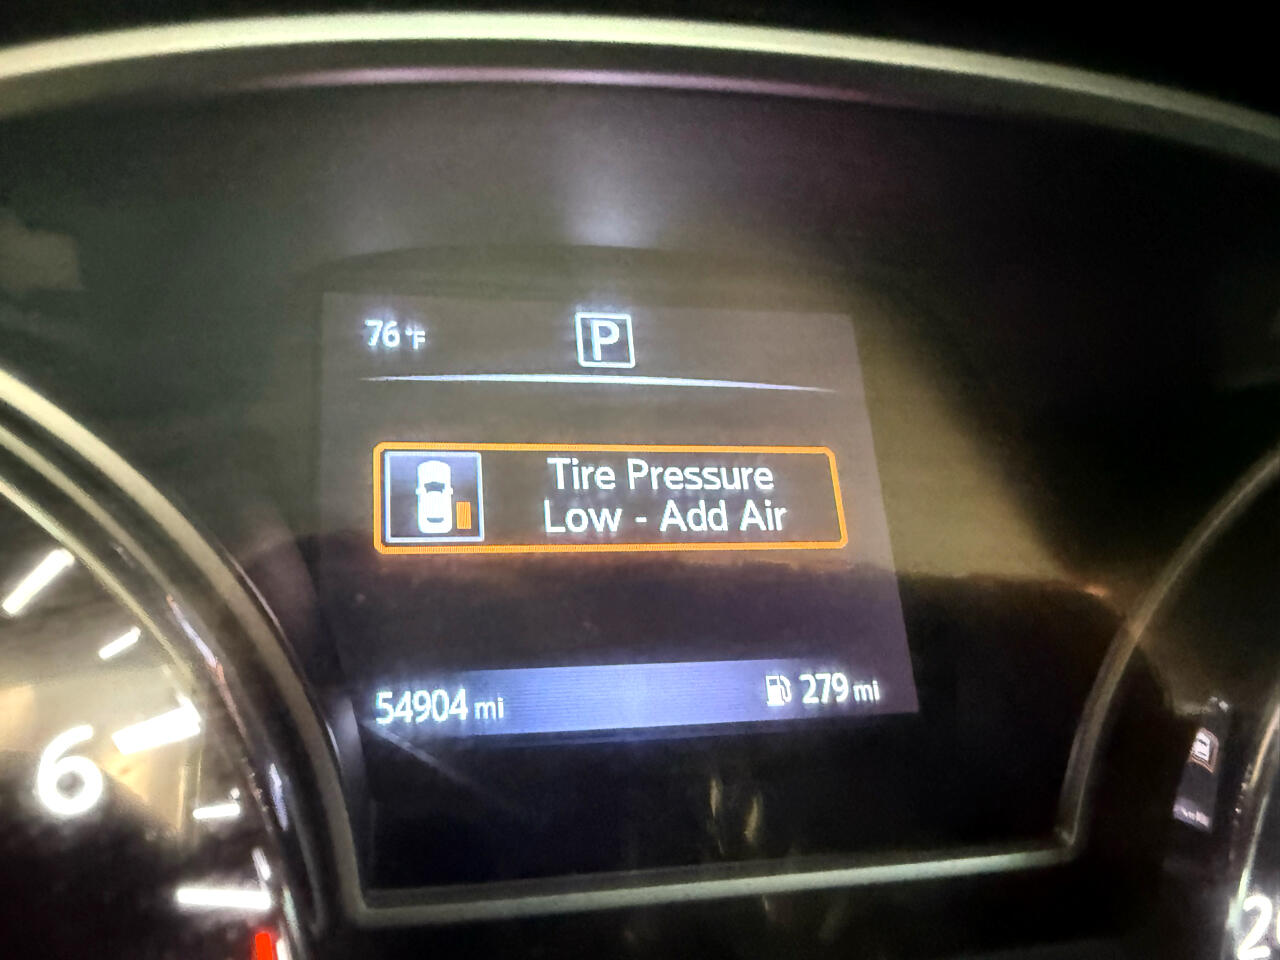 76°F
P
Tire Pressure
Low - Add Air
54904 mi
279 mi
6